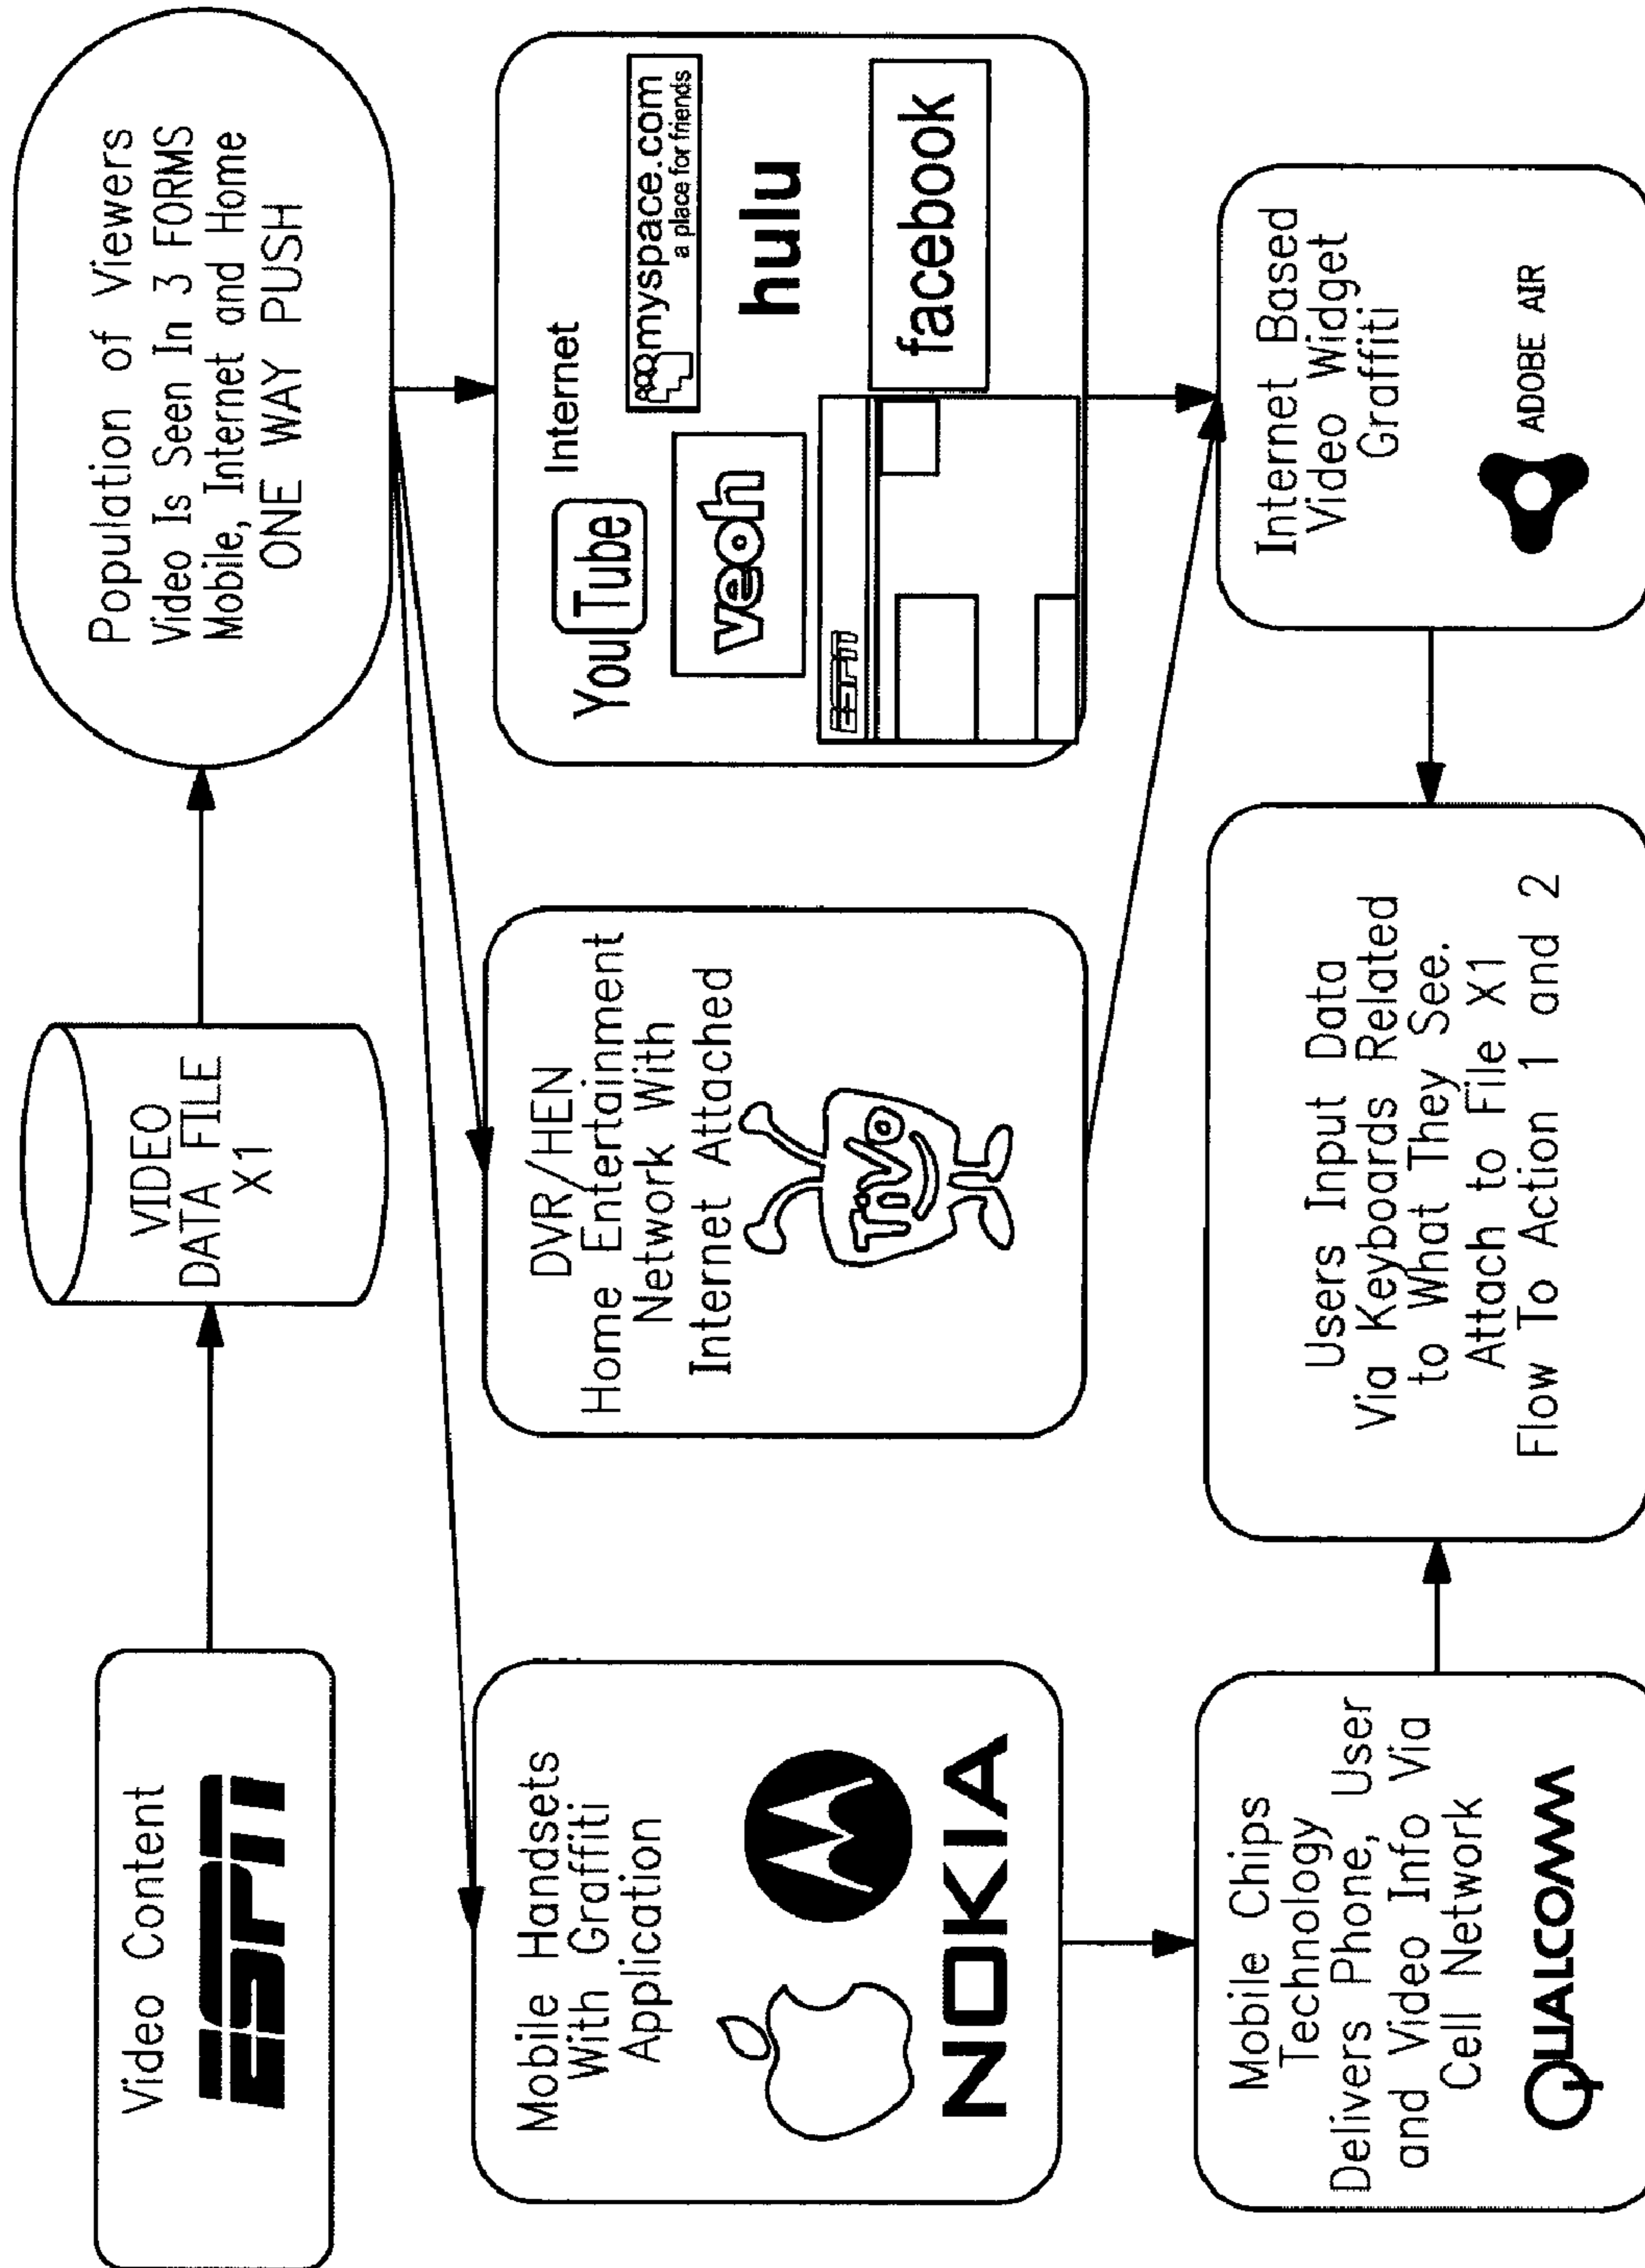 Video Content
ESPN
VIDEO
DATA FILE
X1
Population of Viewers
Video Is Seen In 3 FORMS
Mobile, Internet and Home
ONE WAY PUSH
Mobile Handsets
With Graffiti
Application
NOKIA
DVR/HEN
Home Entertainment
Network With
Internet Attached
TiVo
Internet
YouTube
myspace.com
a place for friends
veoh
hulu
ESPN
facebook
Mobile Chips
Technology
Delivers Phone, User
and Video Info Via
Cell Network
QUALCOMM
Users Input Data
Via Keyboards Related
to What They See.
Attach to File X1
Flow To Action 1 and 2
Internet Based
Video Widget
Graffiti
ADOBE AIR